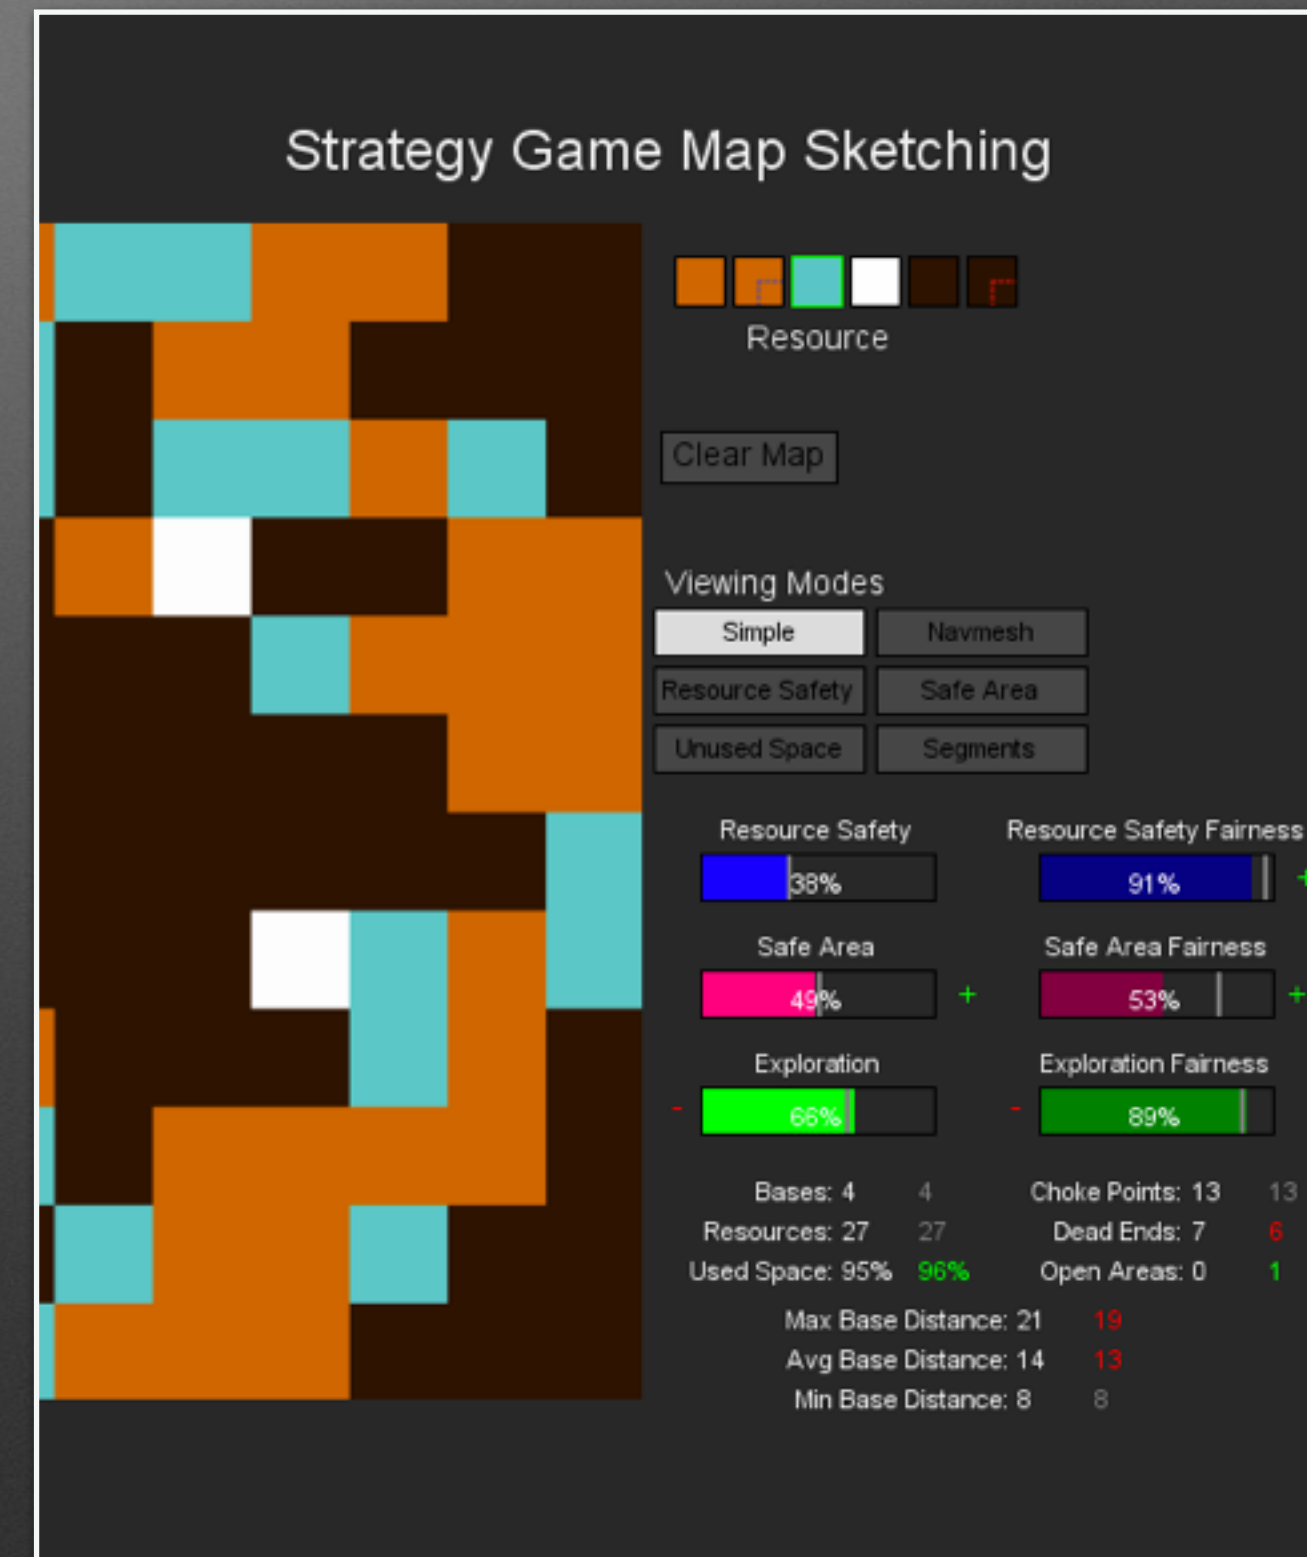 Strategy Game Map Sketching
Resource
Clear Map
Viewing Modes
Simple Navmesh
Resource Safety Safe Area
Unused Space Segments
Resource Safety Resource Safety Fairness
38% 91% +
Safe Area Safe Area Fairness
49% + 53% +
Exploration Exploration Fairness
- 66% - 89%
Bases: 4 4 Choke Points: 13 13
Resources: 27 27 Dead Ends: 7 6
Used Space: 95% 96% Open Areas: 0 1
Max Base Distance: 21 19
Avg Base Distance: 14 13
Min Base Distance: 8 8